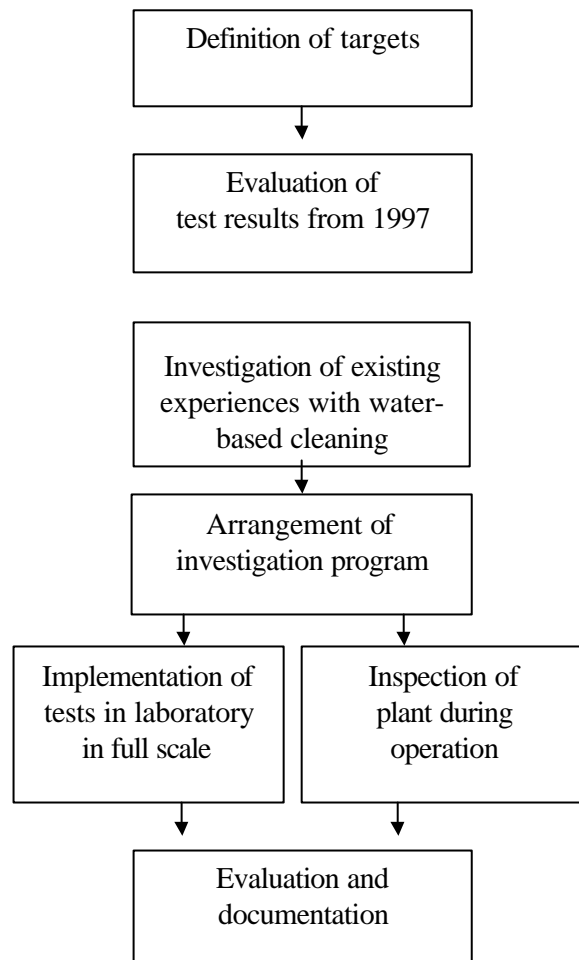 Definition of targets
Evaluation of
test results from 1997
Investigation of existing
experiences with water-
based cleaning
Arrangement of
investigation program
Implementation of
tests in laboratory
in full scale
Inspection of
plant during
operation
Evaluation and
documentation